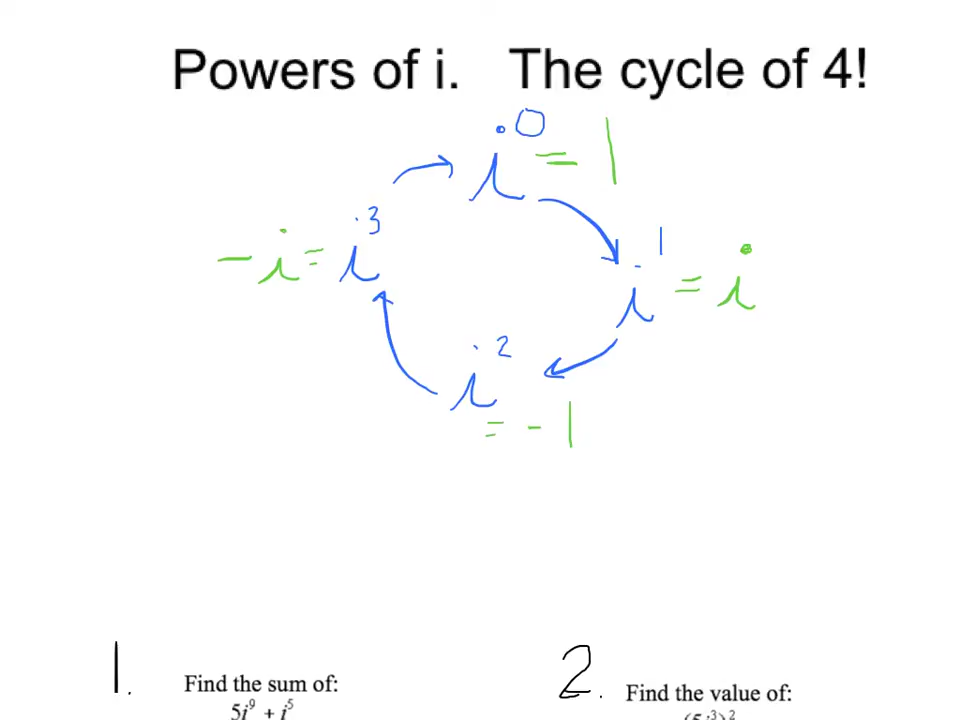 Powers of i. The cycle of 4!
i⁰ = 1
-i = i³
i¹ = i
i²
= -1
1. Find the sum of:
5i⁹ + i⁵
2. Find the value of: